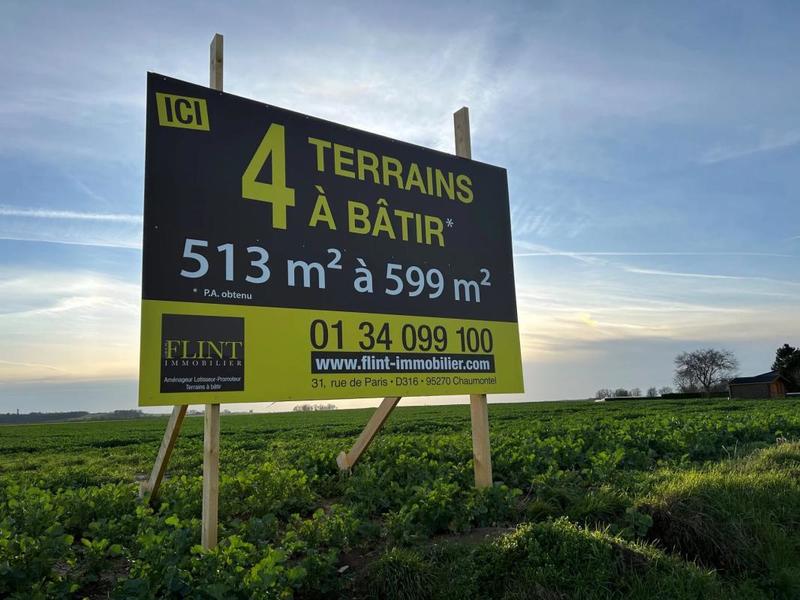 ICI
4 TERRAINS
À BÂTIR*
513 m² à 599 m²
* P.A. obtenu
FLINT
IMMOBILIER
Aménageur Lotisseur-Promoteur
Terrains à bâtir
01 34 099 100
www.flint-immobilier.com
31, rue de Paris • D316 • 95270 Chaumontel